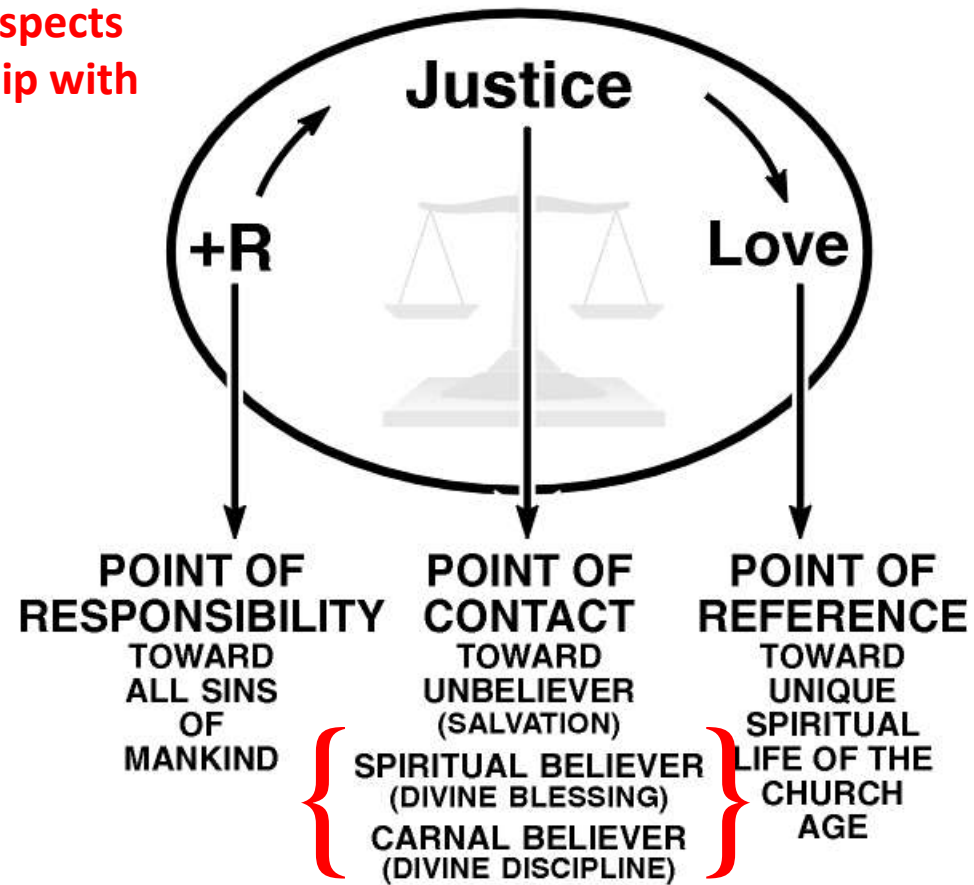 spects
ip with
Justice
+R
Love
POINT OF
RESPONSIBILITY
TOWARD
ALL SINS
OF
MANKIND
POINT OF
CONTACT
TOWARD
UNBELIEVER
(SALVATION)
SPIRITUAL BELIEVER
(DIVINE BLESSING)
CARNAL BELIEVER
(DIVINE DISCIPLINE)
POINT OF
REFERENCE
TOWARD
UNIQUE
SPIRITUAL
LIFE OF THE
CHURCH
AGE